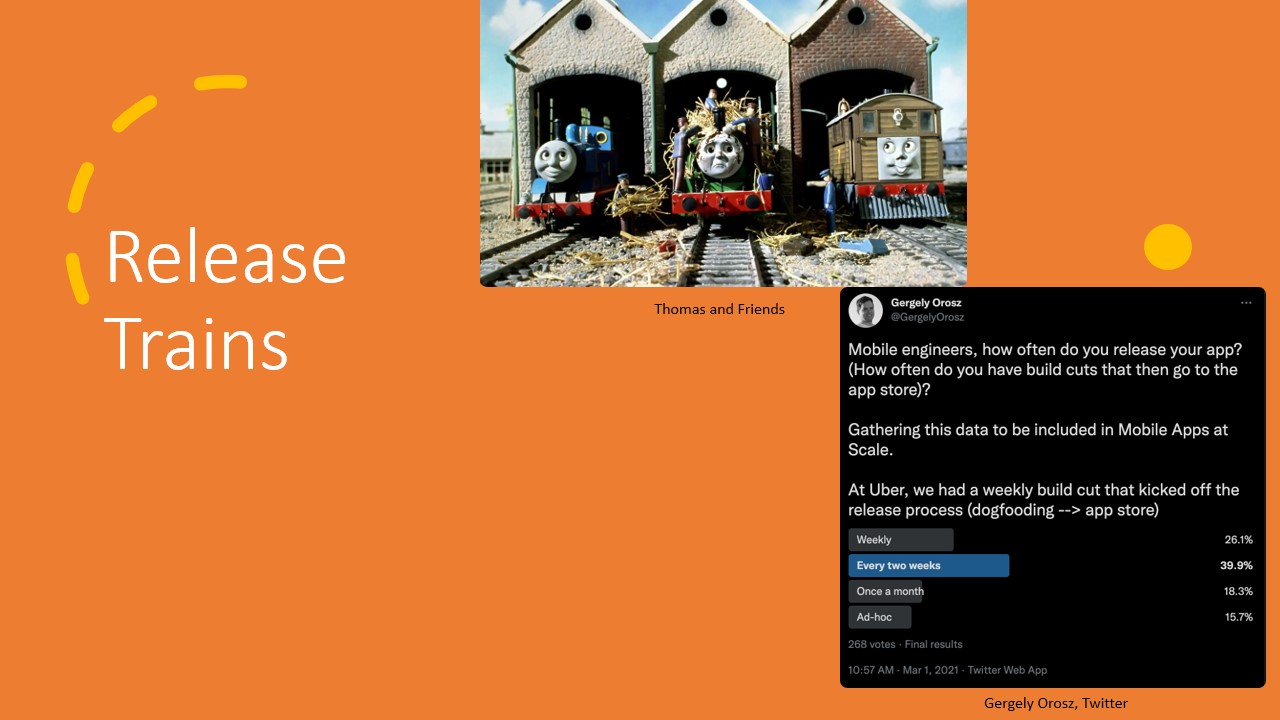 Release
Trains
Thomas and Friends
Gergely Orosz
@GergelyOrosz
Mobile engineers, how often do you release your app?
(How often do you have build cuts that then go to the
app store)?
Gathering this data to be included in Mobile Apps at
Scale.
At Uber, we had a weekly build cut that kicked off the
release process (dogfooding --> app store)
Weekly 26.1%
Every two weeks 39.9%
Once a month 18.3%
Ad-hoc 15.7%
268 votes · Final results
10:57 AM · Mar 1, 2021 · Twitter Web App
Gergely Orosz, Twitter